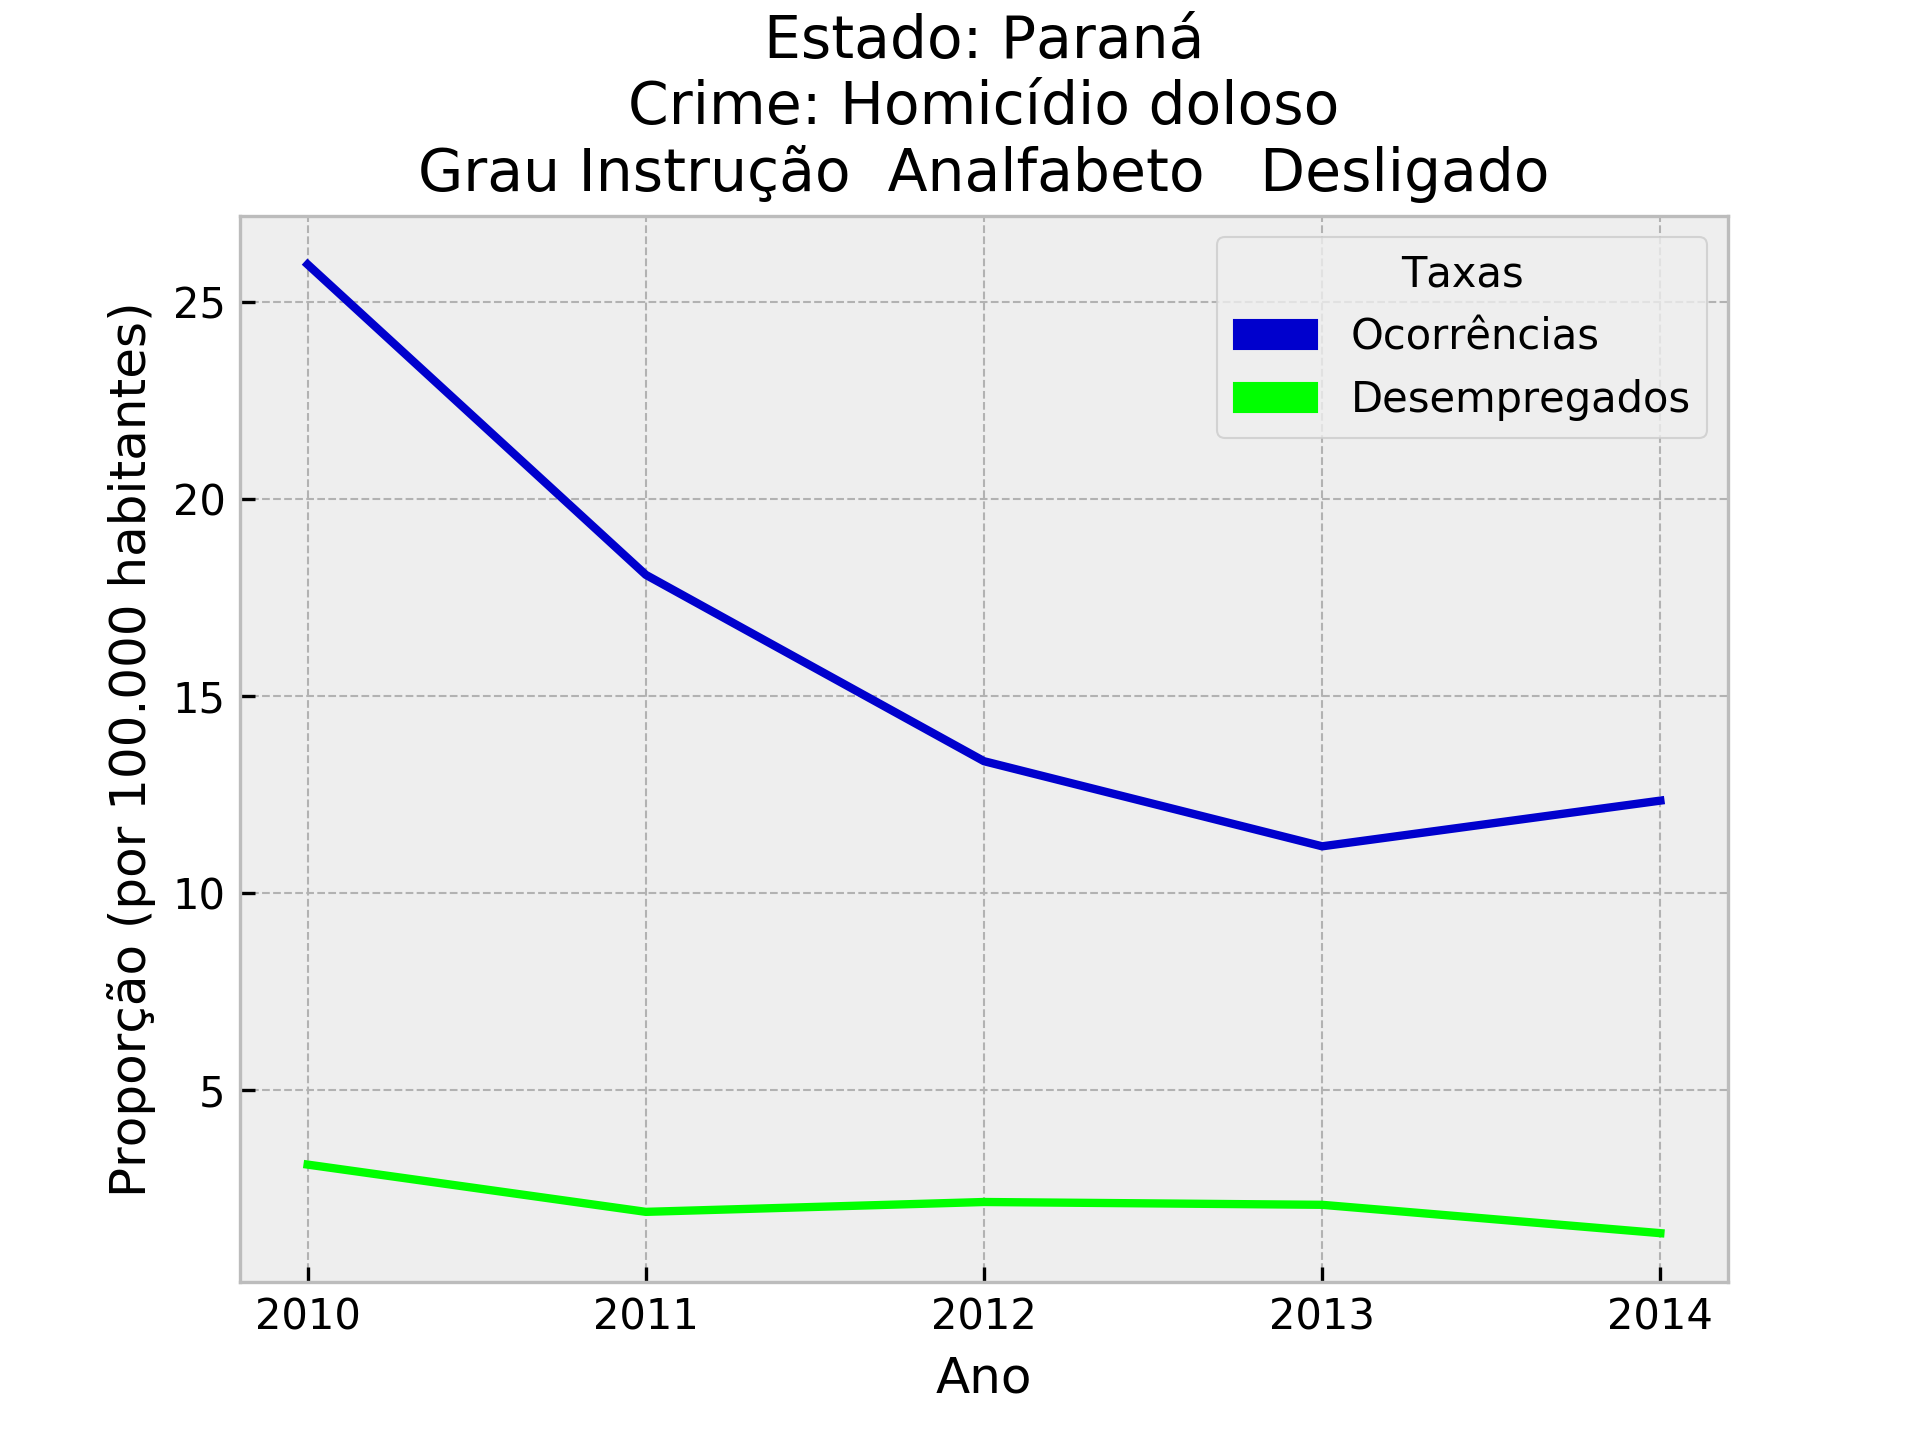 Estado: Paraná
Crime: Homicídio doloso
Grau Instrução  Analfabeto   Desligado
Taxas
Ocorrências
Desempregados
Proporção (por 100.000 habitantes)
25
20
15
10
5
2010
2011
2012
2013
2014
Ano